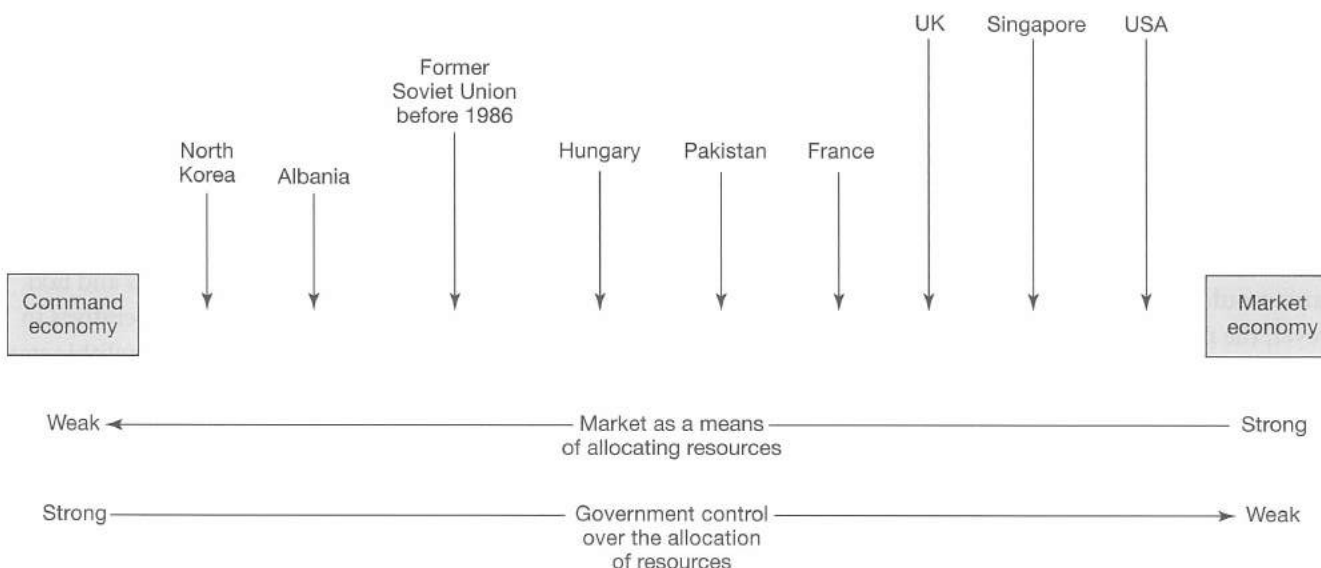 UK
Singapore
USA
Former
Soviet Union
before 1986
North
Korea
Albania
Hungary
Pakistan
France
Command
economy
Market
economy
Weak
Market as a means
of allocating resources
Strong
Strong
Government control
over the allocation
of resources
Weak